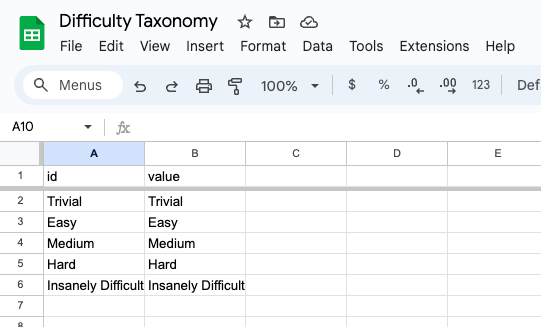 Difficulty Taxonomy
File Edit View Insert Format Data Tools Extensions Help
Menus 100% $ % .0 .00 123 Def
A10 fx
A B C D E
1 id value
2 Trivial Trivial
3 Easy Easy
4 Medium Medium
5 Hard Hard
6 Insanely Difficult Insanely Difficult
7
8